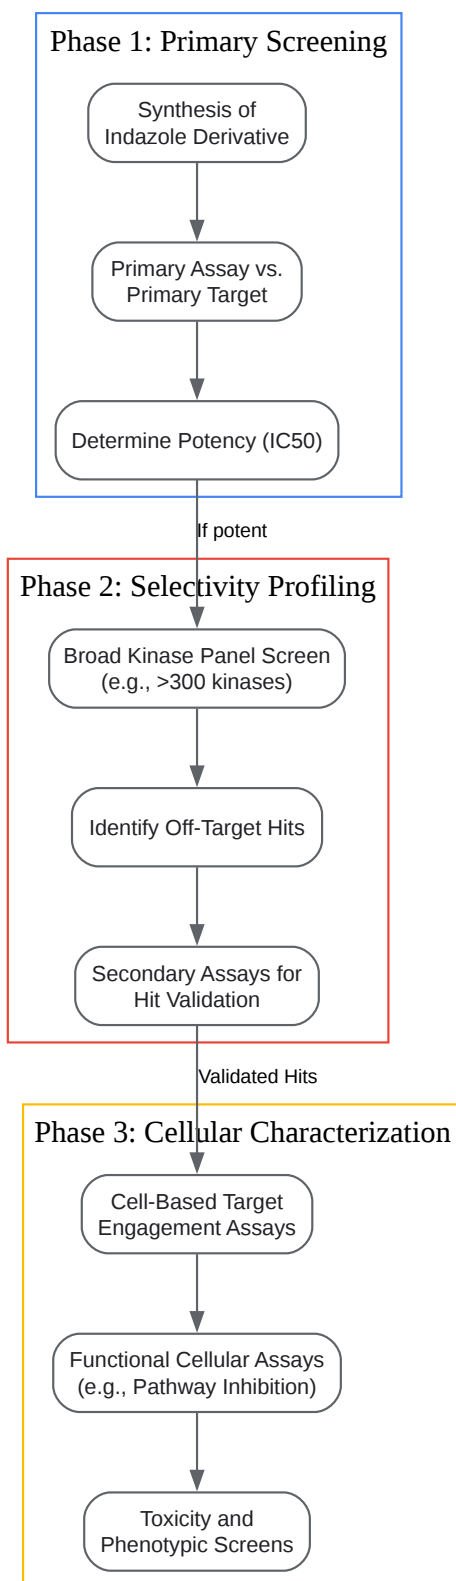 Phase 1: Primary Screening
Synthesis of
Indazole Derivative
Primary Assay vs.
Primary Target
Determine Potency (IC50)
If potent
Phase 2: Selectivity Profiling
Broad Kinase Panel Screen
(e.g., >300 kinases)
Identify Off-Target Hits
Secondary Assays for
Hit Validation
Validated Hits
Phase 3: Cellular Characterization
Cell-Based Target
Engagement Assays
Functional Cellular Assays
(e.g., Pathway Inhibition)
Toxicity and
Phenotypic Screens